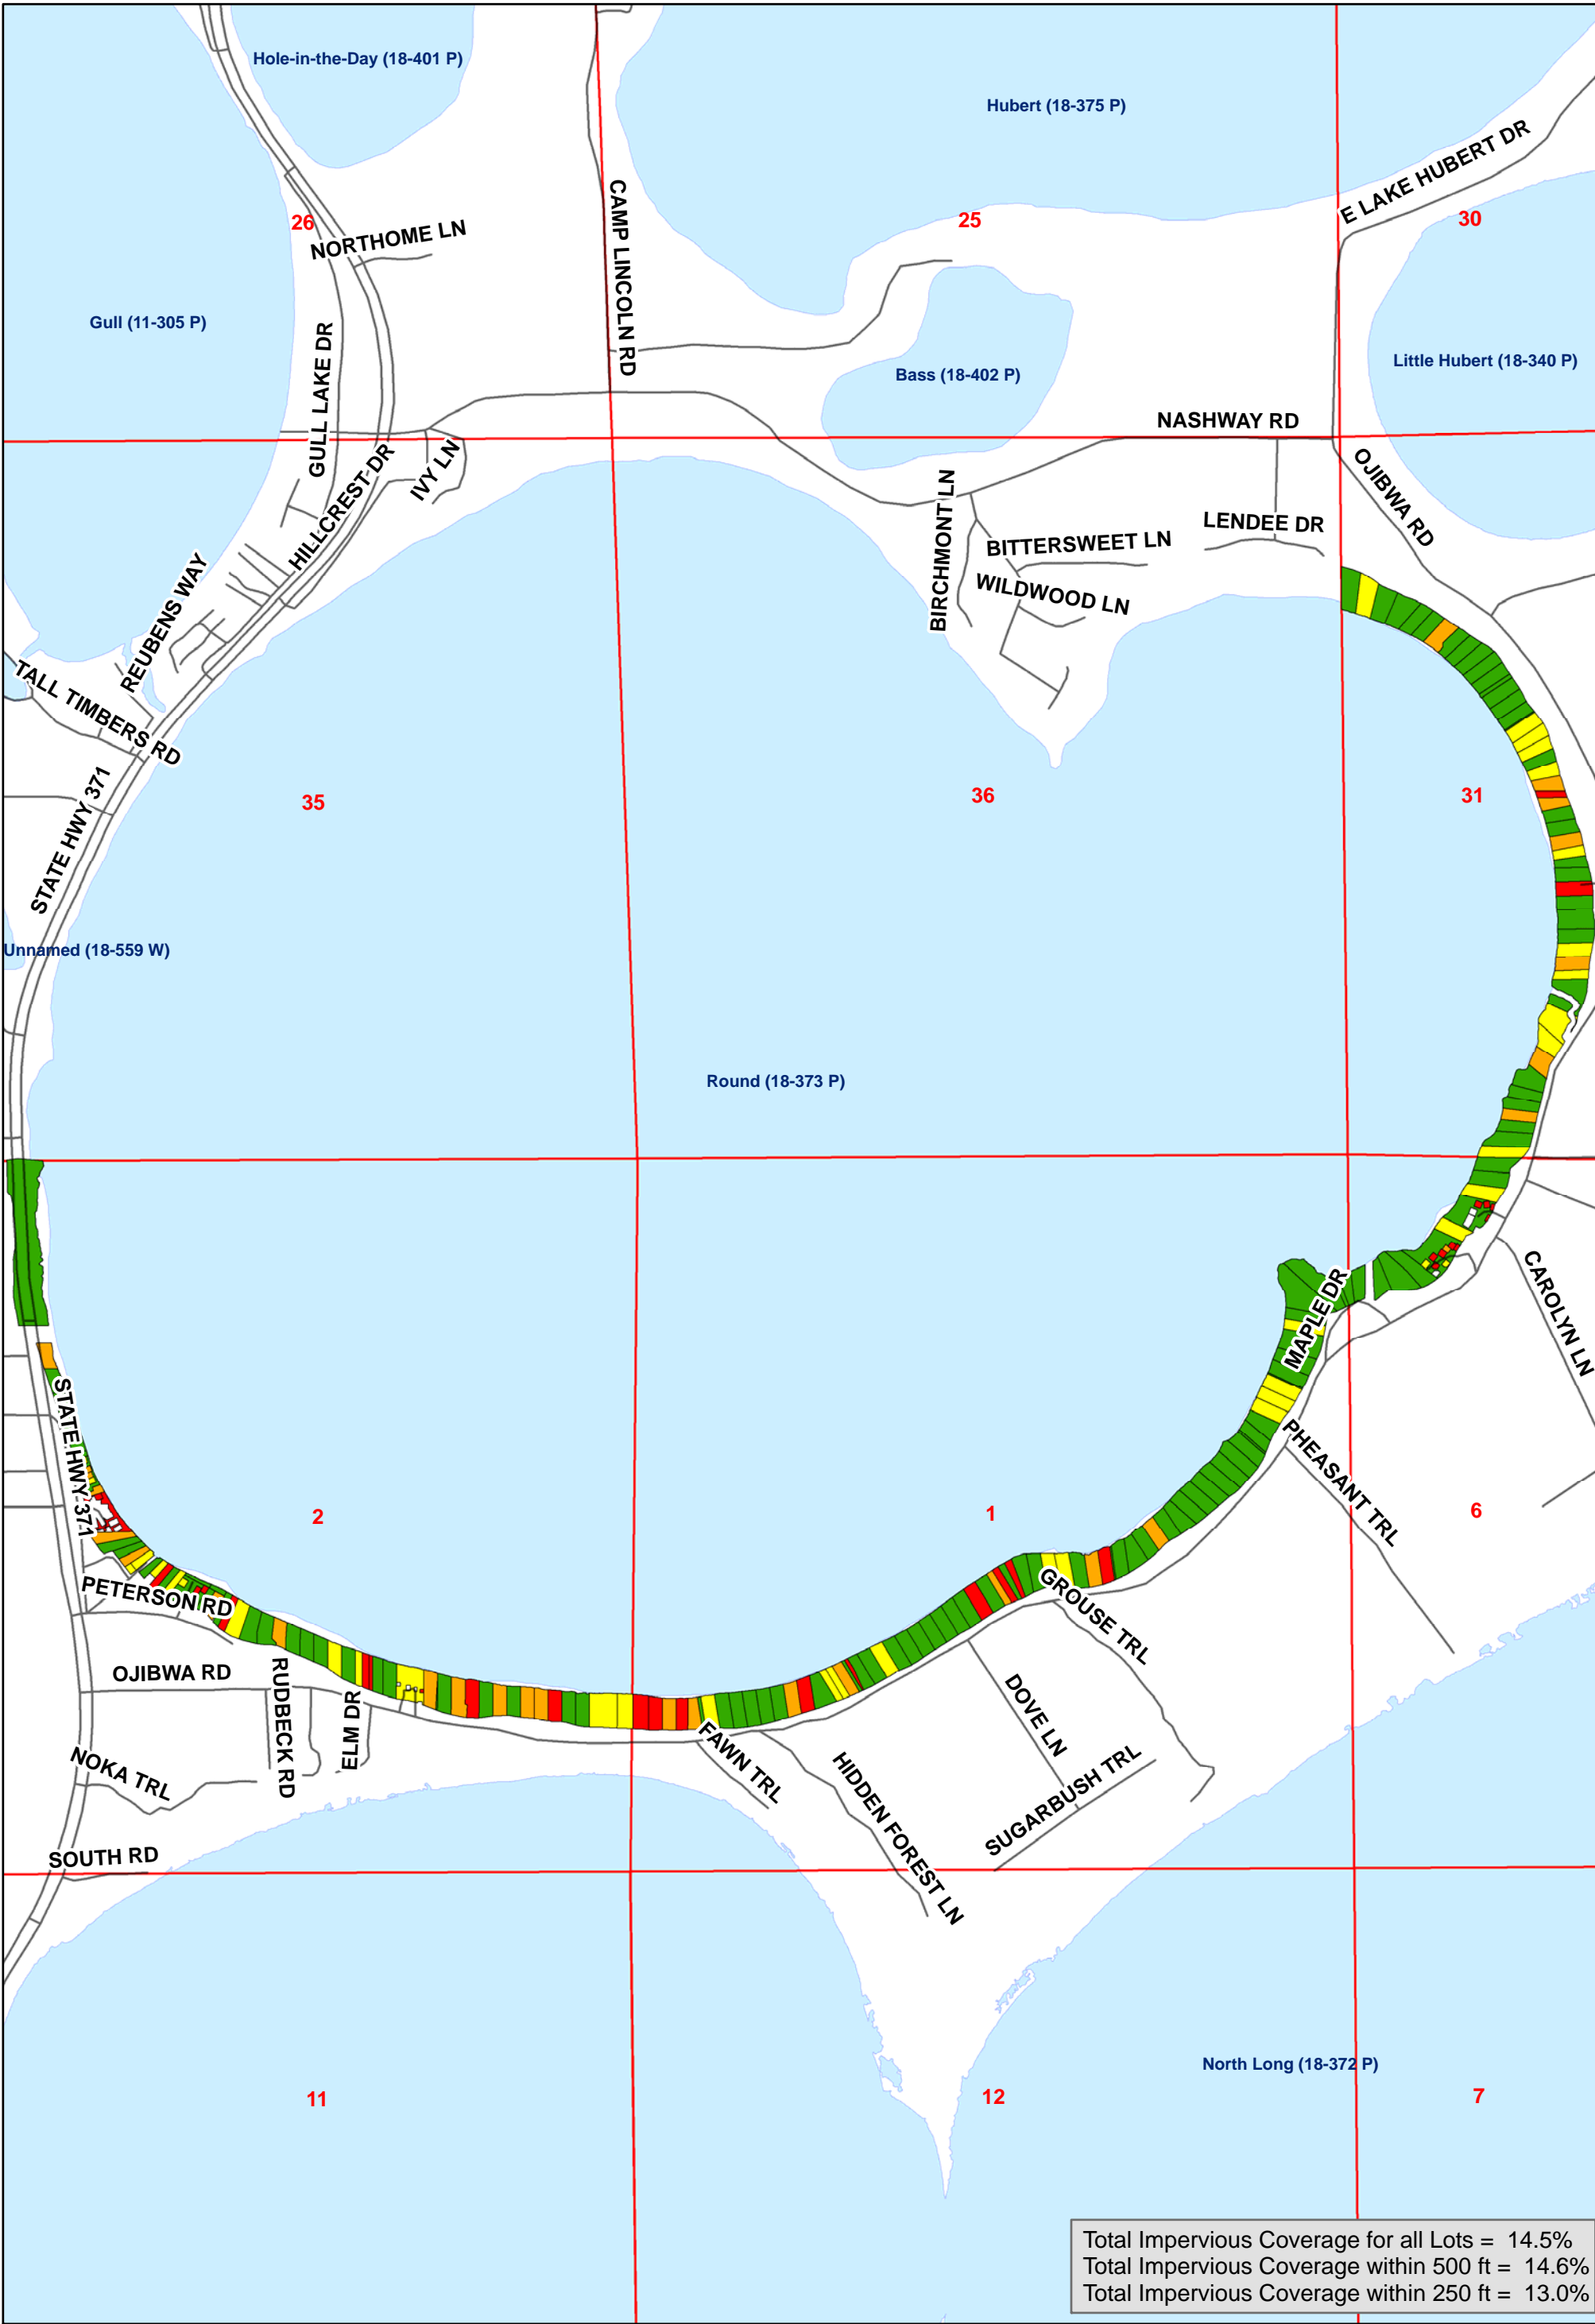 Hole-in-the-Day (18-401 P)
Hubert (18-375 P)
E LAKE HUBERT DR
CAMP LINCOLN RD
26
25
30
NORTHOME LN
Gull (11-305 P)
GULL LAKE DR
Bass (18-402 P)
Little Hubert (18-340 P)
NASHWAY RD
HILLCREST DR
IVY LN
OJIBWA RD
BIRCHMONT LN
LENDEE DR
BITTERSWEET LN
WILDWOOD LN
REUBENS WAY
TALL TIMBERS RD
STATE HWY 371
35
36
31
Unnamed (18-559 W)
Round (18-373 P)
MAPLE DR
CAROLYN LN
STATE HWY 371
PHEASANT TRL
2
1
6
PETERSON RD
GROUSE TRL
OJIBWA RD
RUDBECK RD
ELM DR
DOVE LN
NOKA TRL
FAWN TRL
HIDDEN FOREST LN
SUGARBUSH TRL
SOUTH RD
North Long (18-372 P)
11
12
7
Total Impervious Coverage for all Lots = 14.5%
Total Impervious Coverage within 500 ft = 14.6%
Total Impervious Coverage within 250 ft = 13.0%